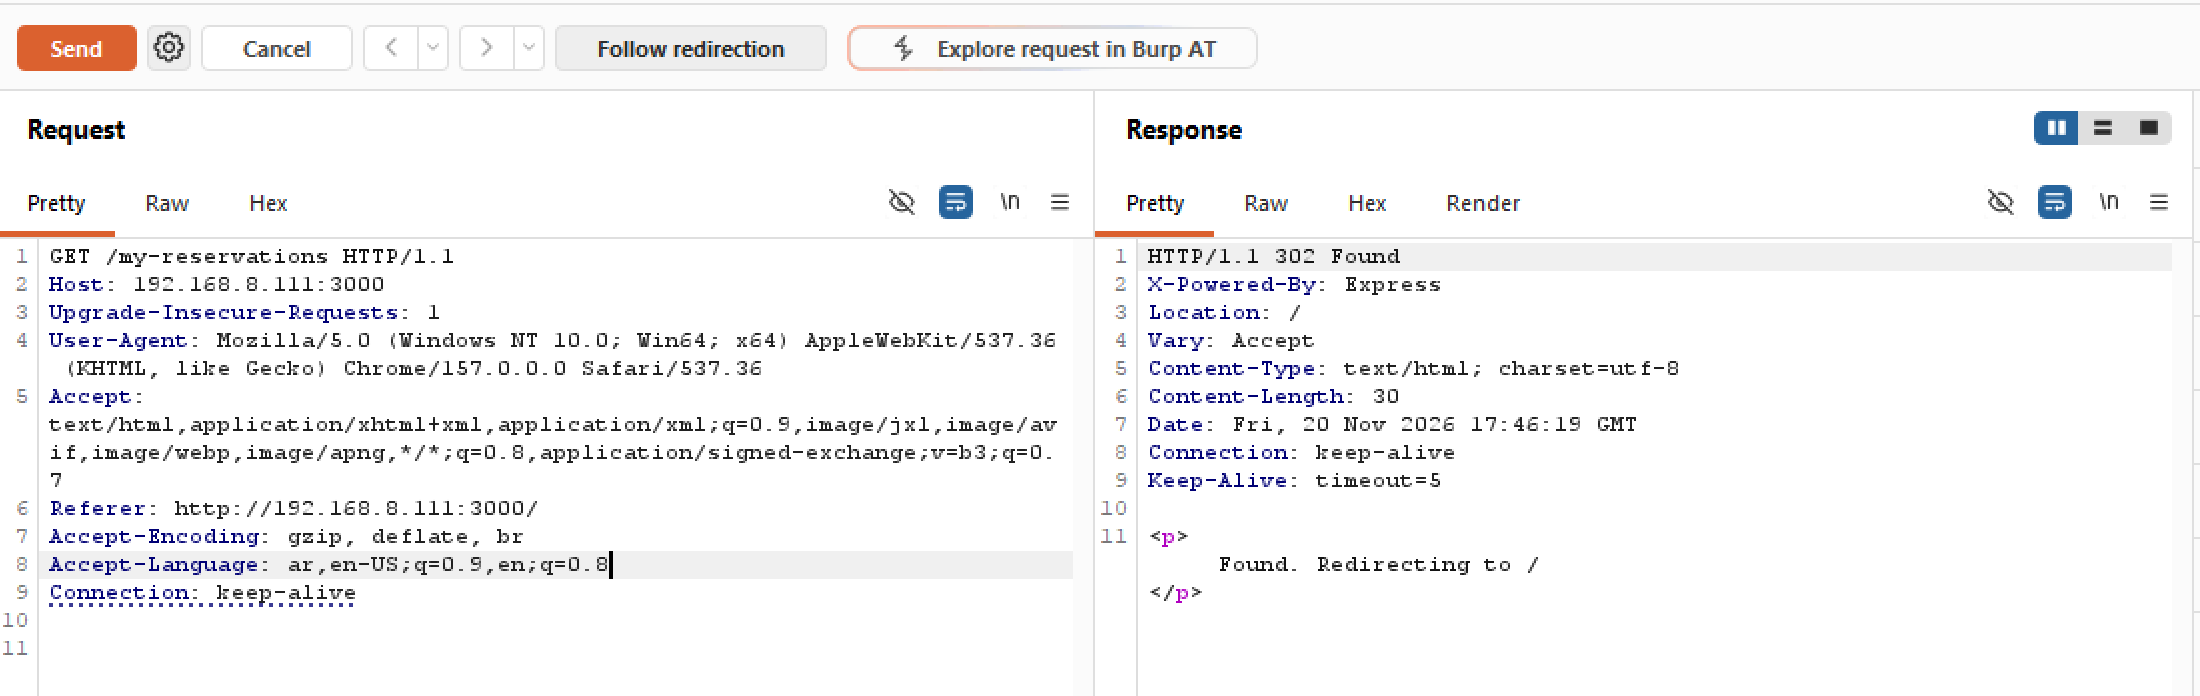 Send
Cancel
Follow redirection
Explore request in Burp AT
Request
Pretty Raw Hex \n
1 GET /my-reservations HTTP/1.1
2 Host: 192.168.8.111:3000
3 Upgrade-Insecure-Requests: 1
4 User-Agent: Mozilla/5.0 (Windows NT 10.0; Win64; x64) AppleWebKit/537.36
(KHTML, like Gecko) Chrome/157.0.0.0 Safari/537.36
5 Accept:
text/html,application/xhtml+xml,application/xml;q=0.9,image/jxl,image/av
if,image/webp,image/apng,*/*;q=0.8,application/signed-exchange;v=b3;q=0.
7
6 Referer: http://192.168.8.111:3000/
7 Accept-Encoding: gzip, deflate, br
8 Accept-Language: ar,en-US;q=0.9,en;q=0.8
9 Connection: keep-alive
10
11
Response
Pretty Raw Hex Render \n
1 HTTP/1.1 302 Found
2 X-Powered-By: Express
3 Location: /
4 Vary: Accept
5 Content-Type: text/html; charset=utf-8
6 Content-Length: 30
7 Date: Fri, 20 Nov 2026 17:46:19 GMT
8 Connection: keep-alive
9 Keep-Alive: timeout=5
10
11 <p>
Found. Redirecting to /
</p>